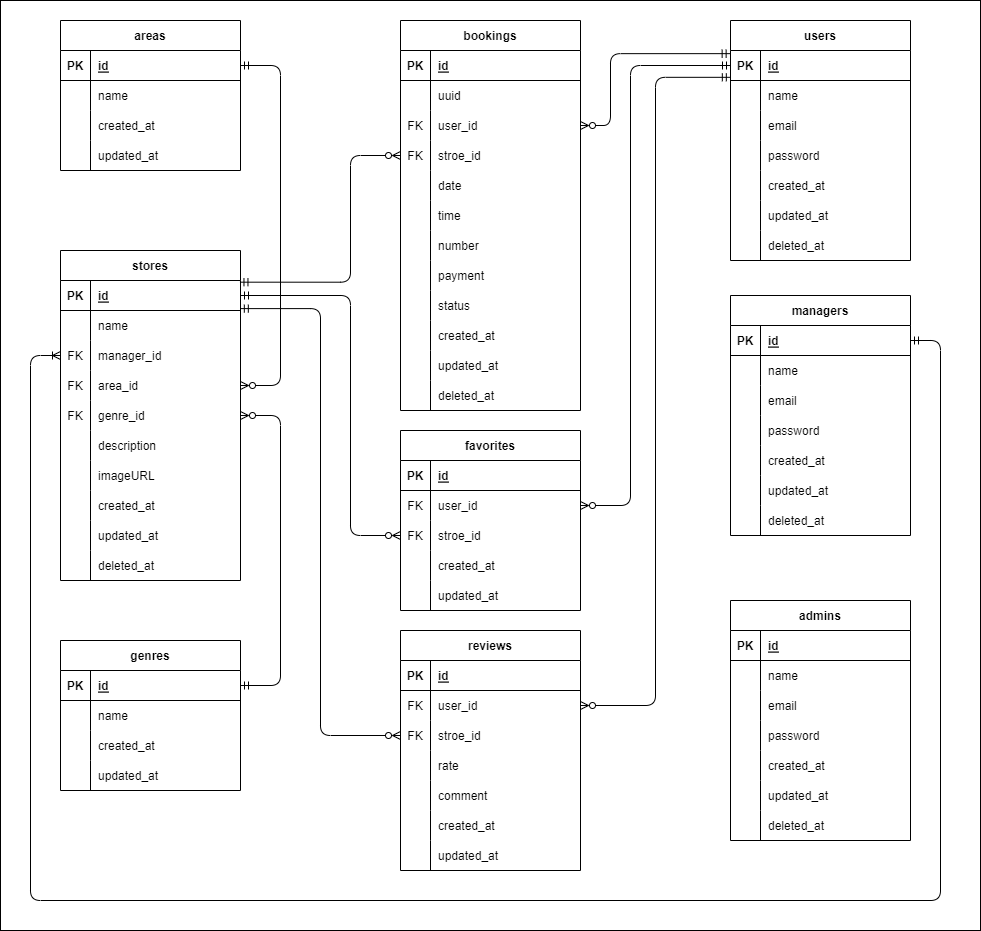 areas
PK id
name
created_at
updated_at
stores
PK id
name
FK manager_id
FK area_id
FK genre_id
description
imageURL
created_at
updated_at
deleted_at
genres
PK id
name
created_at
updated_at
bookings
PK id
uuid
FK user_id
FK stroe_id
date
time
number
payment
status
created_at
updated_at
deleted_at
favorites
PK id
FK user_id
FK stroe_id
created_at
updated_at
reviews
PK id
FK user_id
FK stroe_id
rate
comment
created_at
updated_at
users
PK id
name
email
password
created_at
updated_at
deleted_at
managers
PK id
name
email
password
created_at
updated_at
deleted_at
admins
PK id
name
email
password
created_at
updated_at
deleted_at